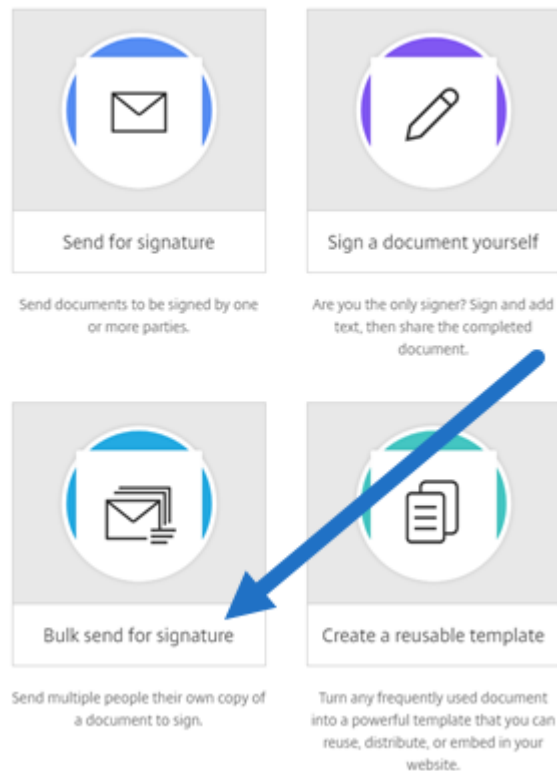 Send for signature
Sign a document yourself
Send documents to be signed by one
or more parties.
Are you the only signer? Sign and add
text, then share the completed
document.
Bulk send for signature
Create a reusable template
Send multiple people their own copy of
a document to sign.
Turn any frequently used document
into a powerful template that you can
reuse, distribute, or embed in your
website.